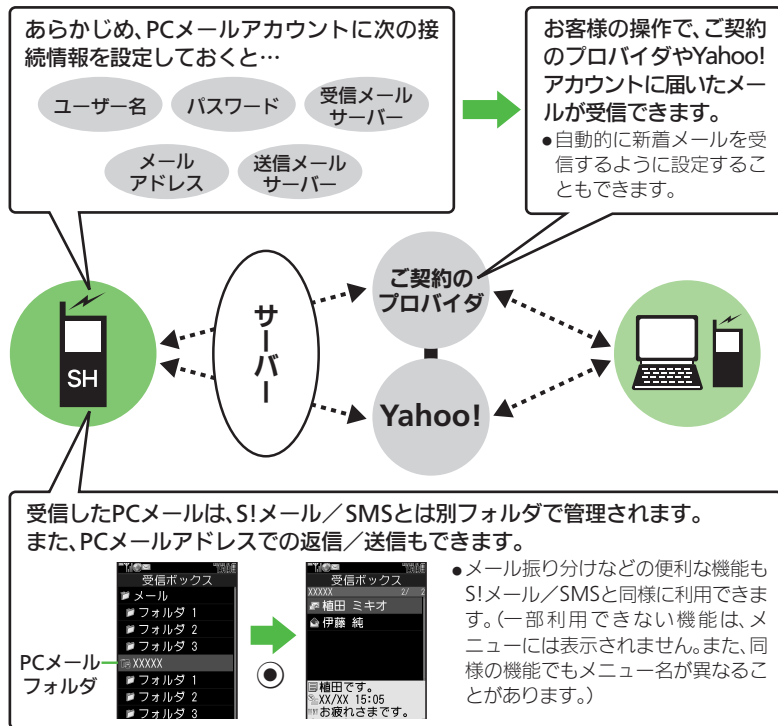 あらかじめ、PCメールアカウントに次の接
続情報を設定しておくと…
ユーザー名
パスワード
受信メール
サーバー
メール
アドレス
送信メール
サーバー
お客様の操作で、ご契約
のプロバイダやYahoo!
アカウントに届いたメー
ルが受信できます。
●自動的に新着メールを受
信するように設定するこ
ともできます。
SH
サーバー
ご契約の
プロバイダ
Yahoo!
受信したPCメールは、S!メール／SMSとは別フォルダで管理されます。
また、PCメールアドレスでの返信／送信もできます。
PCメール
フォルダ
受信ボックス
メール
フォルダ 1
フォルダ 2
フォルダ 3
XXXXX
フォルダ 1
フォルダ 2
フォルダ 3
受信ボックス
XXXXX 2/ 2
植田 ミキオ
伊藤 純
植田です。
XX/XX 15:05
お疲れさまです。
●メール振り分けなどの便利な機能も
S!メール／SMSと同様に利用できま
す。（一部利用できない機能は、メ
ニューには表示されません。また、同
様の機能でもメニュー名が異なるこ
とがあります。）